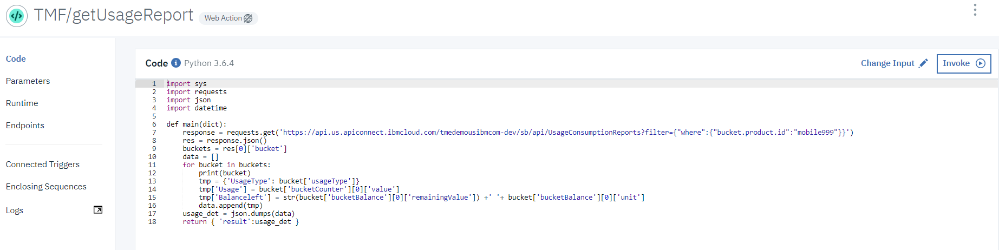 TMF/getUsageReport
Web Action
Code
Parameters
Runtime
Endpoints
Connected Triggers
Enclosing Sequences
Logs
Code i Python 3.6.4
Change Input
Invoke
1 import sys
2 import requests
3 import json
4 import datetime
5
6 def main(dict):
7     response = requests.get('https://api.us.apiconnect.ibmcloud.com/tmedemousibmcom-dev/sb/api/UsageConsumptionReports?filter={"where":{"bucket.product.id":"mobile999"}}')
8     res = response.json()
9     buckets = res[0]['bucket']
10     data = []
11     for bucket in buckets:
12         print(bucket)
13         tmp = {'UsageType': bucket['usageType']}
14         tmp['Usage'] = bucket['bucketCounter'][0]['value']
15         tmp['Balanceleft'] = str(bucket['bucketBalance'][0]['remainingValue']) +' '+ bucket['bucketBalance'][0]['unit']
16         data.append(tmp)
17     usage_det = json.dumps(data)
18     return { 'result':usage_det }